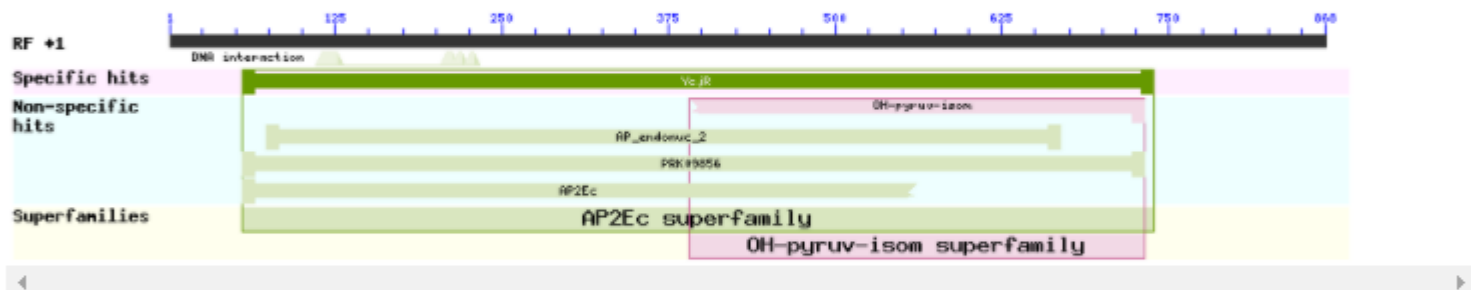 1 125 250 375 500 625 750 868
RF +1
DNA interaction
Specific hits YcjR
Non-specific OH-pyruv-isom
hits
AP_endonuc_2
PRK09856
AP2Ec
Superfamilies AP2Ec superfamily
OH-pyruv-isom superfamily